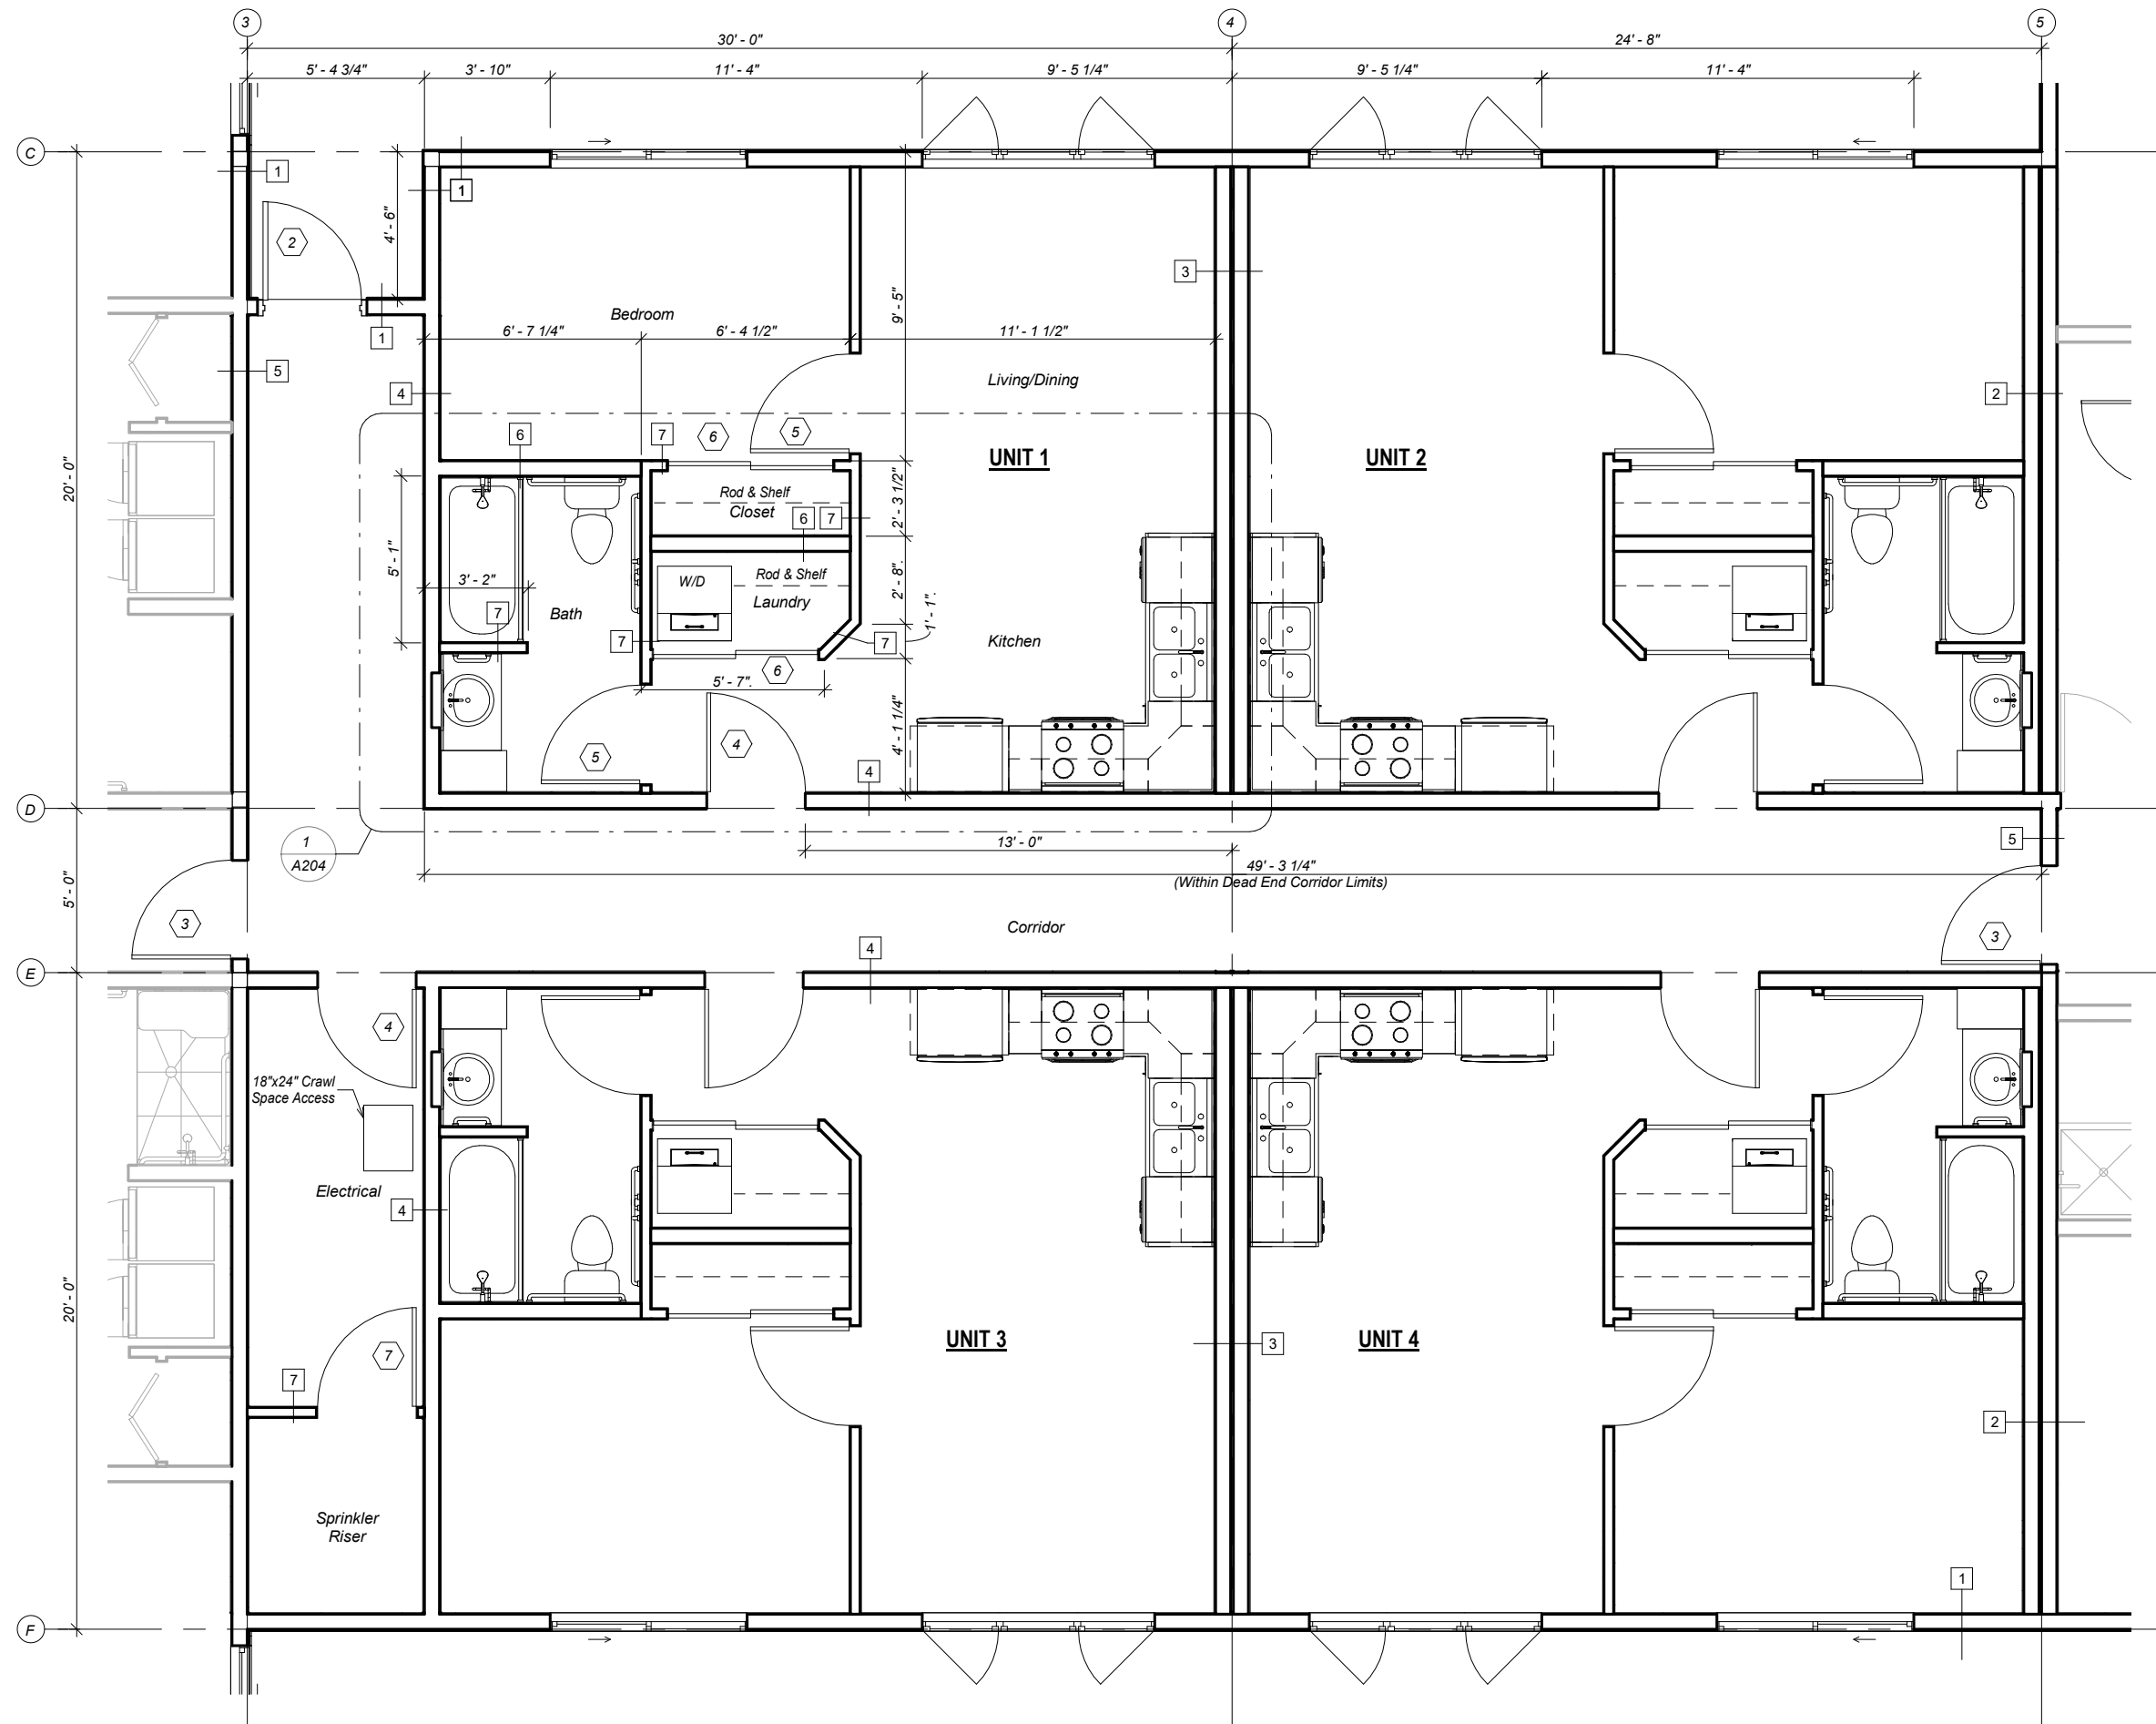 3
4
5
30' - 0"
24' - 8"
5' - 4 3/4"
3' - 10"
11' - 4"
9' - 5 1/4"
9' - 5 1/4"
11' - 4"
C
1
1
4' - 6"
2
3
Bedroom
1
9' - 5"
6' - 7 1/4"
6' - 4 1/2"
11' - 1 1/2"
5
Living/Dining
4
2
6
7
6
5
UNIT 1
UNIT 2
20' - 0"
Rod & Shelf
Closet
2' - 3 1/2"
6
7
5' - 1"
3' - 2"
W/D
Rod & Shelf
Laundry
2' - 8".
1' - 1".
7
Bath
7
7
Kitchen
6
5' - 7".
4' - 1 1/4"
4
5
4
D
1
A204
13' - 0"
5
49' - 3 1/4"
(Within Dead End Corridor Limits)
5' - 0"
3
Corridor
3
4
E
4
18"x24" Crawl
Space Access
Electrical
4
20' - 0"
UNIT 3
UNIT 4
3
7
7
2
Sprinkler
Riser
1
F